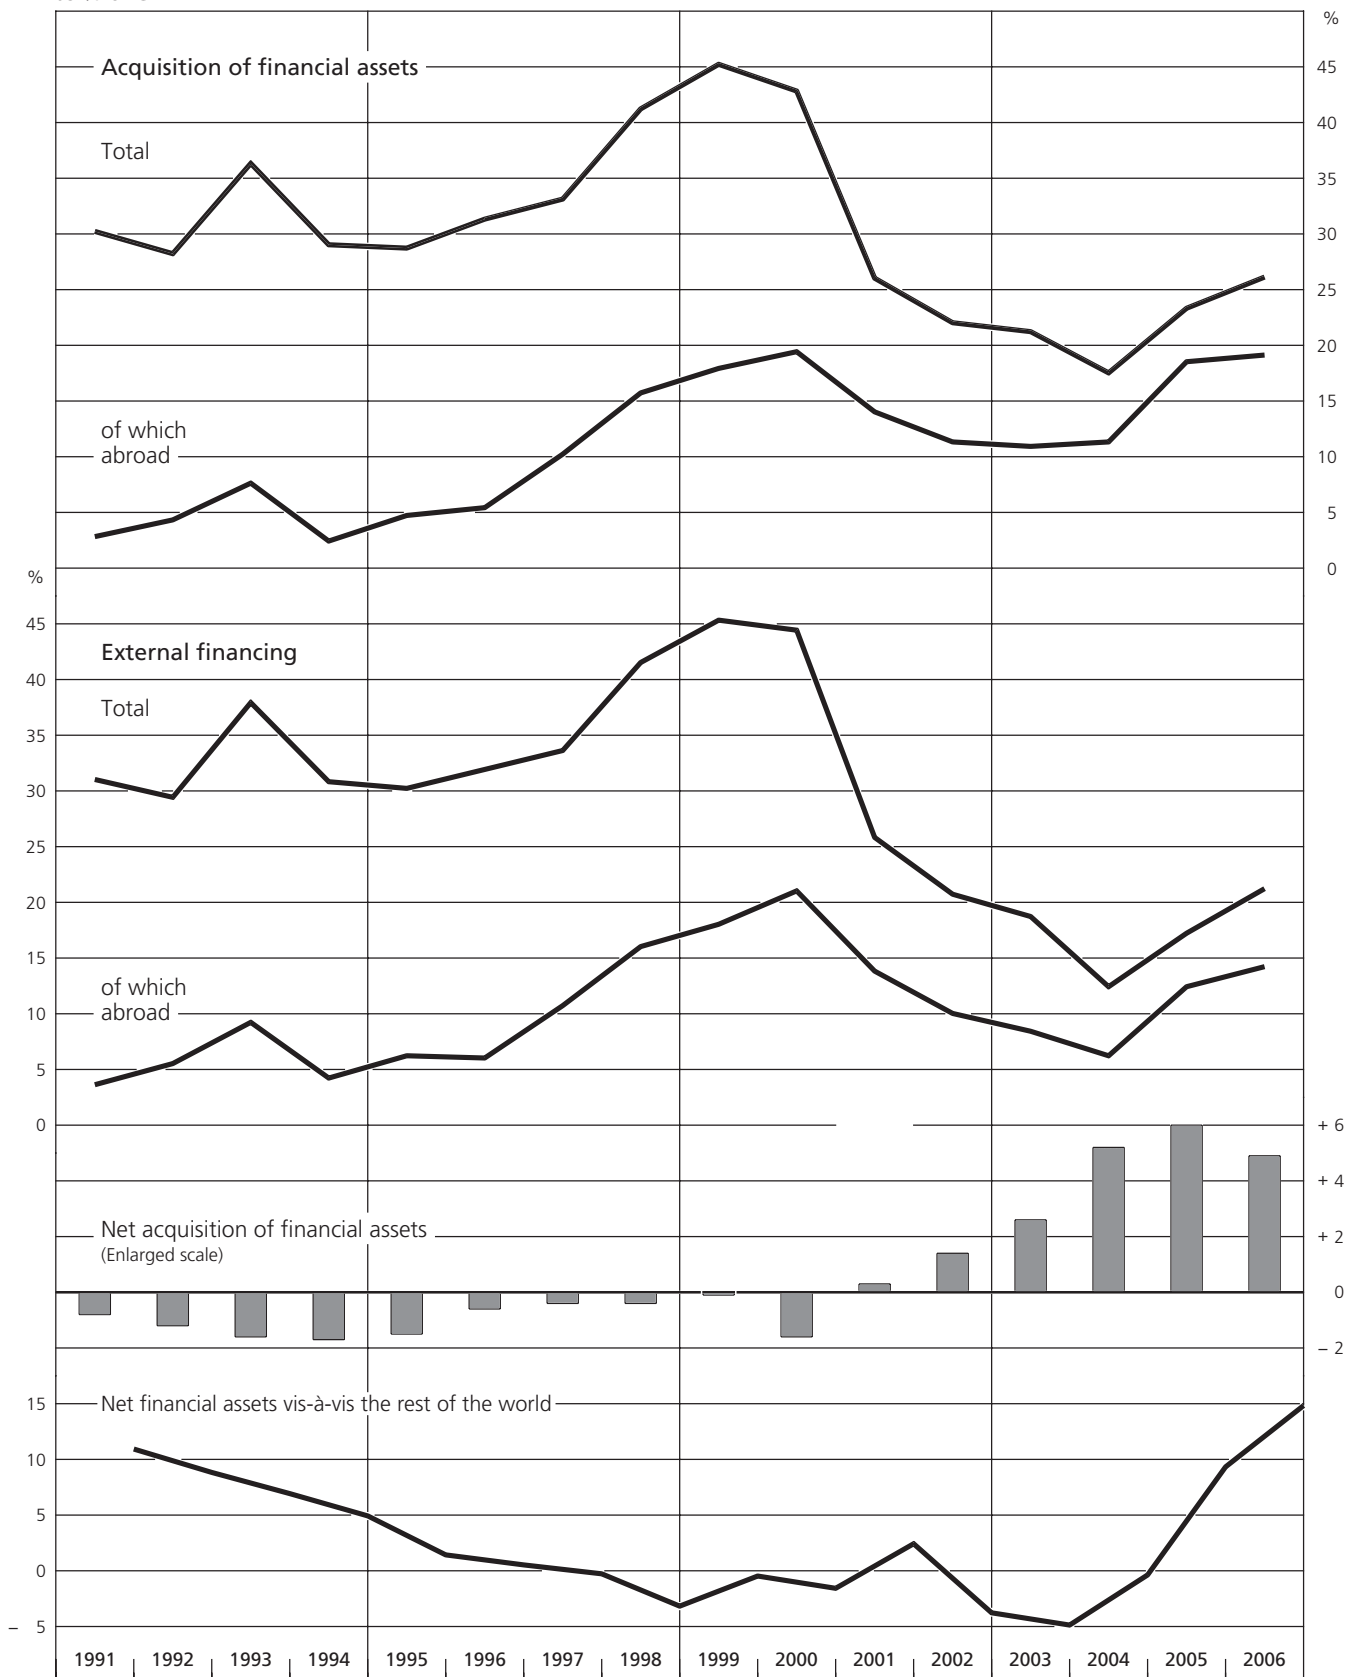 %
Acquisition of financial assets
45
40
Total
35
30
25
20
15
of which
abroad
10
5
0
%
45
External financing
40
Total
35
30
25
20
15
of which
abroad
10
5
0
+ 6
+ 4
Net acquisition of financial assets
(Enlarged scale)
+ 2
0
– 2
15
Net financial assets vis-à-vis the rest of the world
10
5
0
– 5
1991 1992 1993 1994 1995 1996 1997 1998 1999 2000 2001 2002 2003 2004 2005 2006